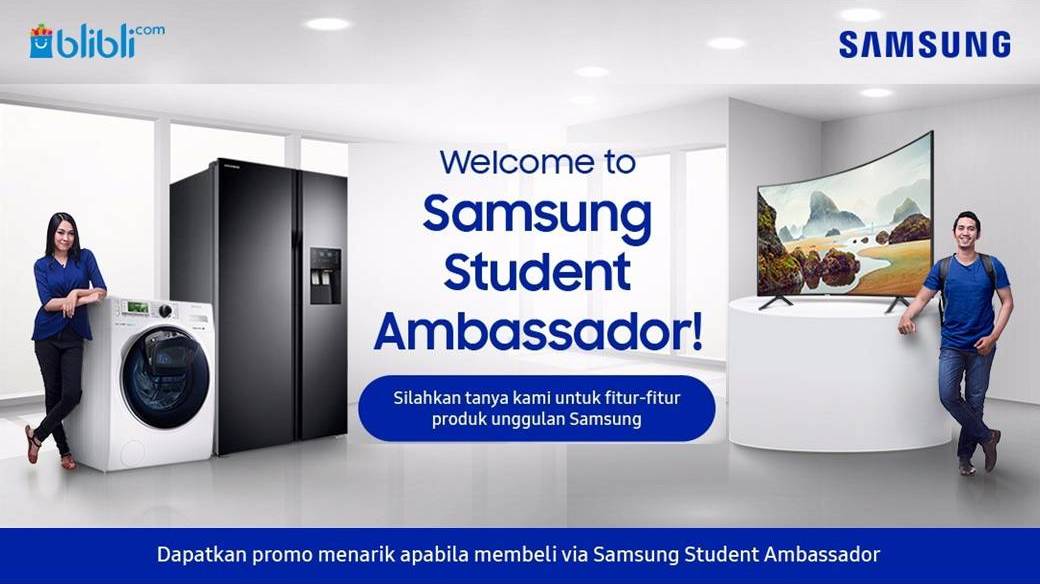 blibli.com
SAMSUNG
Welcome to
Samsung
Student
Ambassador!
Silahkan tanya kami untuk fitur-fitur
produk unggulan Samsung
Dapatkan promo menarik apabila membeli via Samsung Student Ambassador